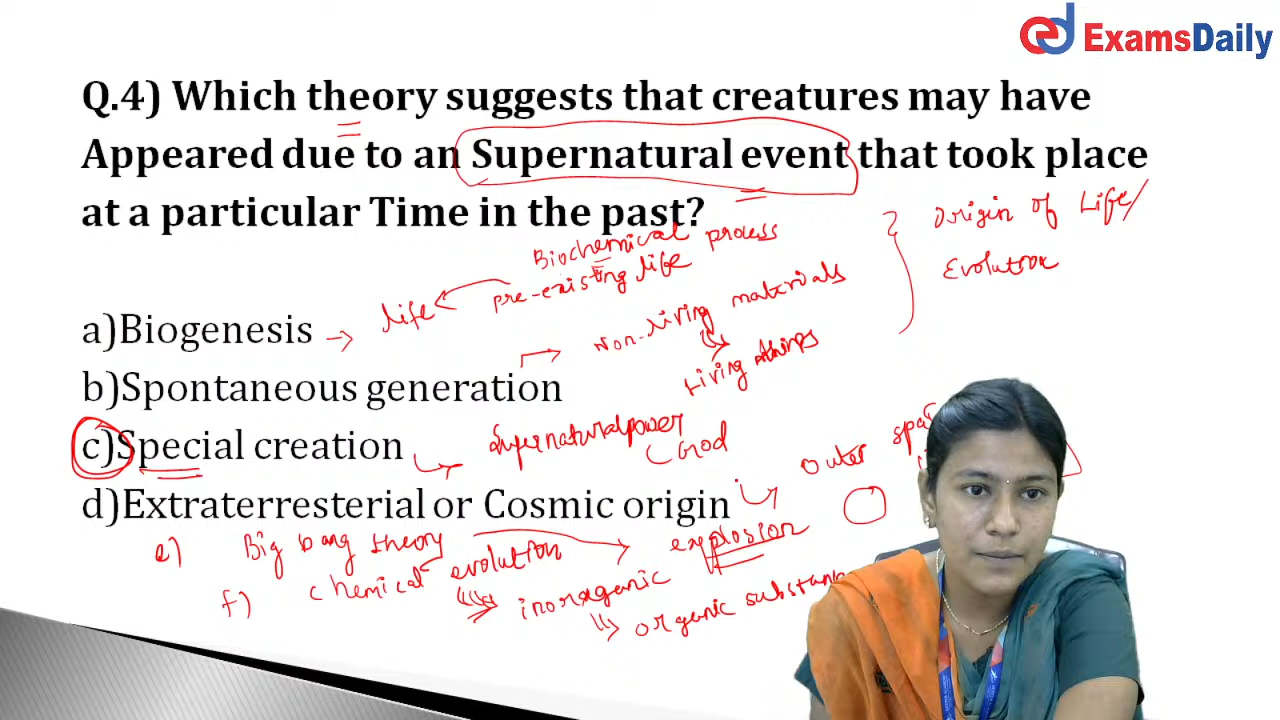 ExamsDaily
Q.4) Which theory suggests that creatures may have
Appeared due to an Supernatural event that took place
at a particular Time in the past?
Origin of Life/
Evolution
Biochemical process
pre-existing life
life
a)Biogenesis
Non-living materials
Living things
b)Spontaneous generation
c)Special creation
Supernatural power
God
d)Extraterresterial or Cosmic origin
outer
e) Big bang theory
explosion
f) chemical evolution
inorganic
organic